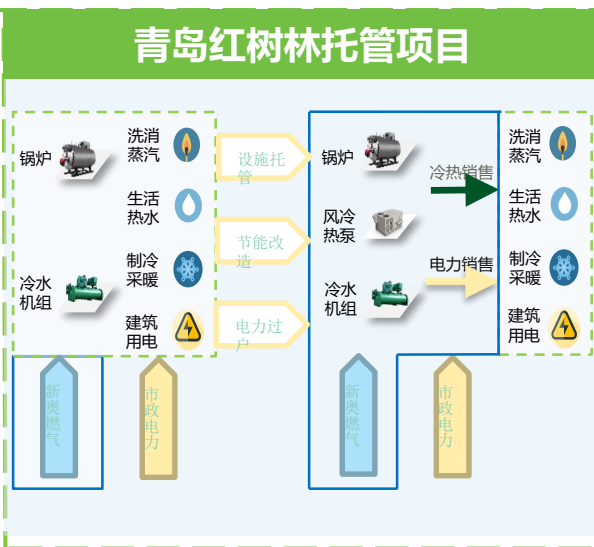 青岛红树林托管项目
锅炉
洗消
蒸汽
生活
热水
制冷
采暖
冷水
机组
建筑
用电
设施托
管
节能改
造
电力过
户
锅炉
风冷
热泵
冷水
机组
冷热销售
电力销售
洗消
蒸汽
生活
热水
制冷
采暖
建筑
用电
新奥燃气
市政电力
新奥燃气
市政电力